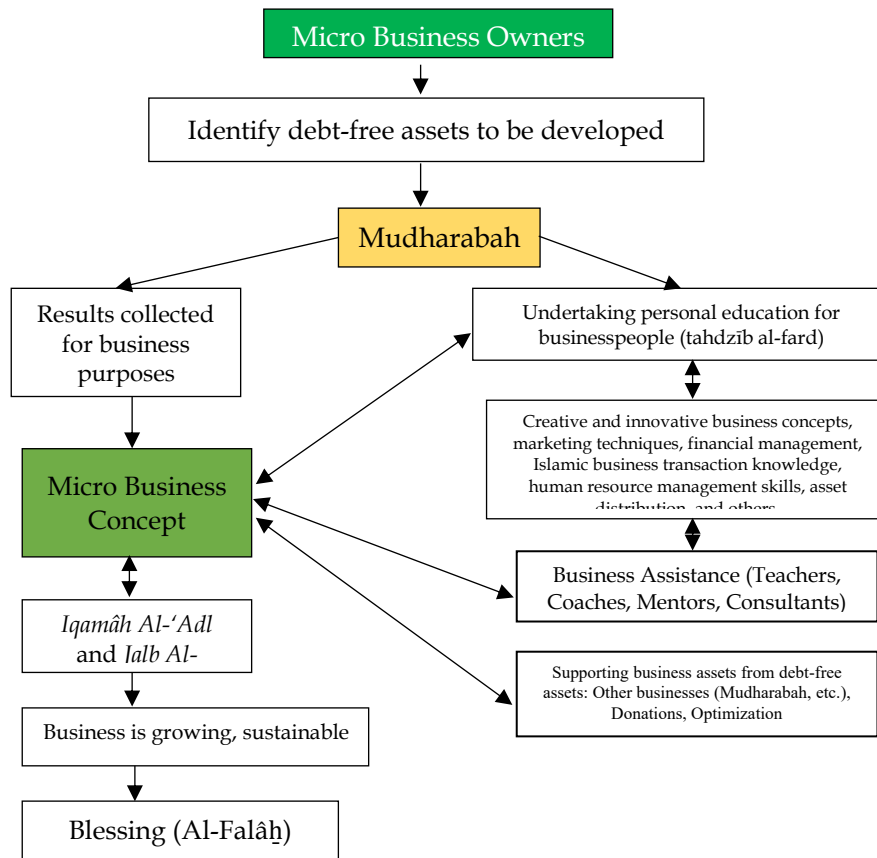 Micro Business Owners
Identify debt-free assets to be developed
Mudharabah
Results collected
for business
purposes
Undertaking personal education for
businesspeople (tahdzīb al-fard)
Creative and innovative business concepts,
marketing techniques, financial management,
Islamic business transaction knowledge,
human resource management skills, asset
distribution, and others
Micro Business
Concept
Business Assistance (Teachers,
Coaches, Mentors, Consultants)
Iqamâh Al-‘Adl
and Jalb Al-
Supporting business assets from debt-free
assets: Other businesses (Mudharabah, etc.),
Donations, Optimization
Business is growing, sustainable
Blessing (Al-Falâẖ)